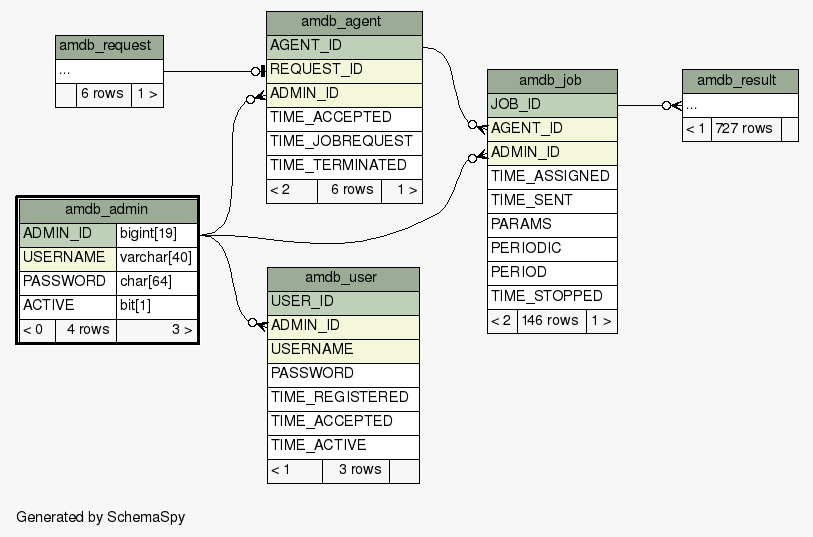 amdb_request
...
6 rows 1 >
amdb_agent
AGENT_ID
REQUEST_ID
ADMIN_ID
TIME_ACCEPTED
TIME_JOBREQUEST
TIME_TERMINATED
< 2 6 rows 1 >
amdb_job
JOB_ID
AGENT_ID
ADMIN_ID
TIME_ASSIGNED
TIME_SENT
PARAMS
PERIODIC
PERIOD
TIME_STOPPED
< 2 146 rows 1 >
amdb_result
...
< 1 727 rows
amdb_admin
ADMIN_ID bigint[19]
USERNAME varchar[40]
PASSWORD char[64]
ACTIVE bit[1]
< 0 4 rows 3 >
amdb_user
USER_ID
ADMIN_ID
USERNAME
PASSWORD
TIME_REGISTERED
TIME_ACCEPTED
TIME_ACTIVE
< 1 3 rows
Generated by SchemaSpy